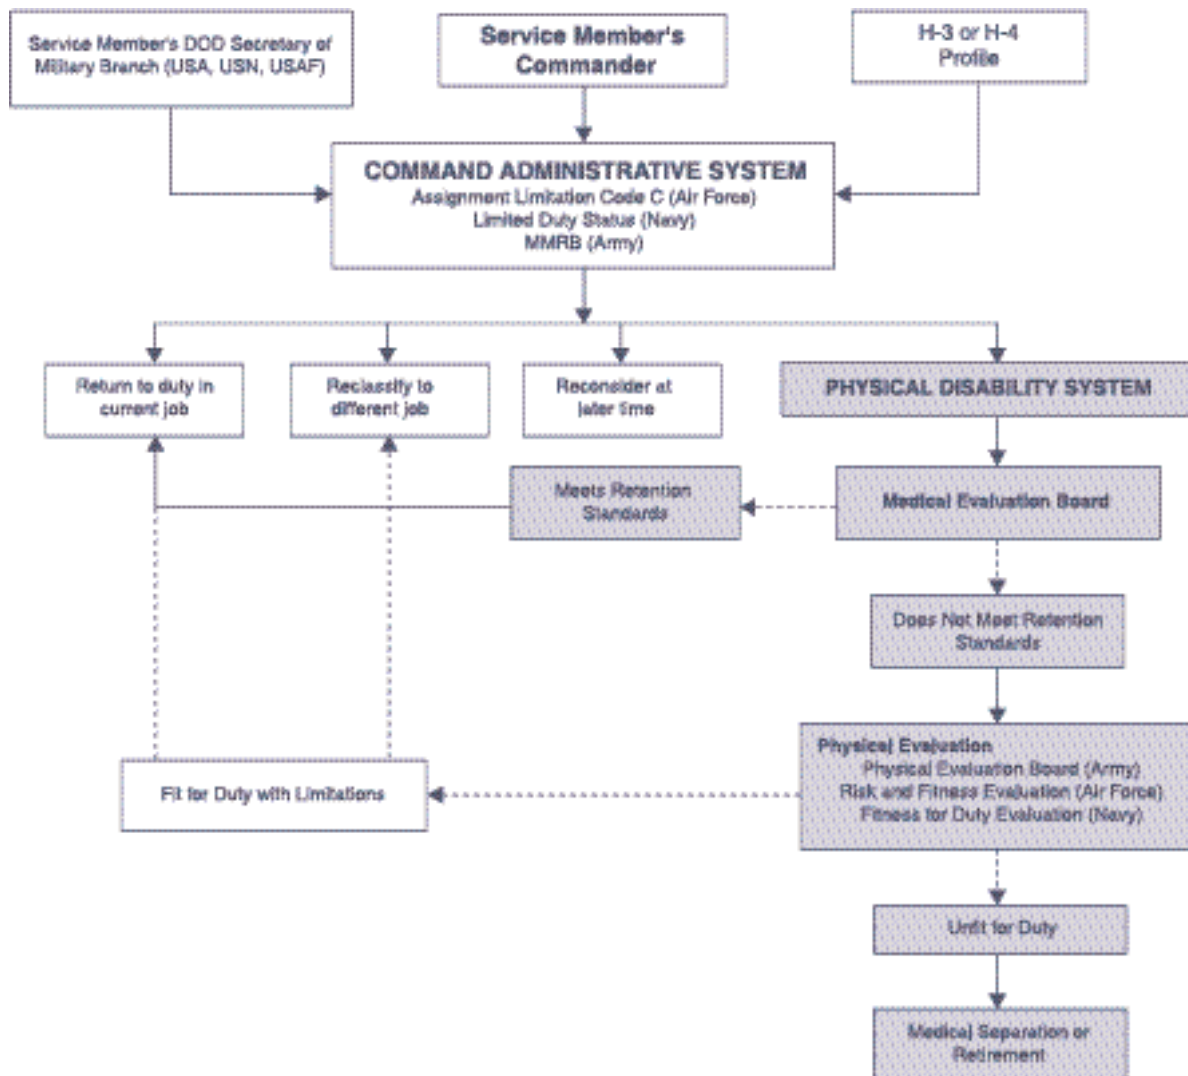 Service Member's DOD Secretary of
Military Branch (USA, USN, USAF)
Service Member's
Commander
H-3 or H-4
Profile
COMMAND ADMINISTRATIVE SYSTEM
Assignment Limitation Code C (Air Force)
Limited Duty Status (Navy)
MMRB (Army)
Return to duty in
current job
Reclassify to
different job
Reconsider at
later time
PHYSICAL DISABILITY SYSTEM
Meets Retention
Standards
Medical Evaluation Board
Does Not Meet Retention
Standards
Physical Evaluation
Physical Evaluation Board (Army)
Risk and Fitness Evaluation (Air Force)
Fitness for Duty Evaluation (Navy)
Fit for Duty with Limitations
Unfit for Duty
Medical Separation or
Retirement